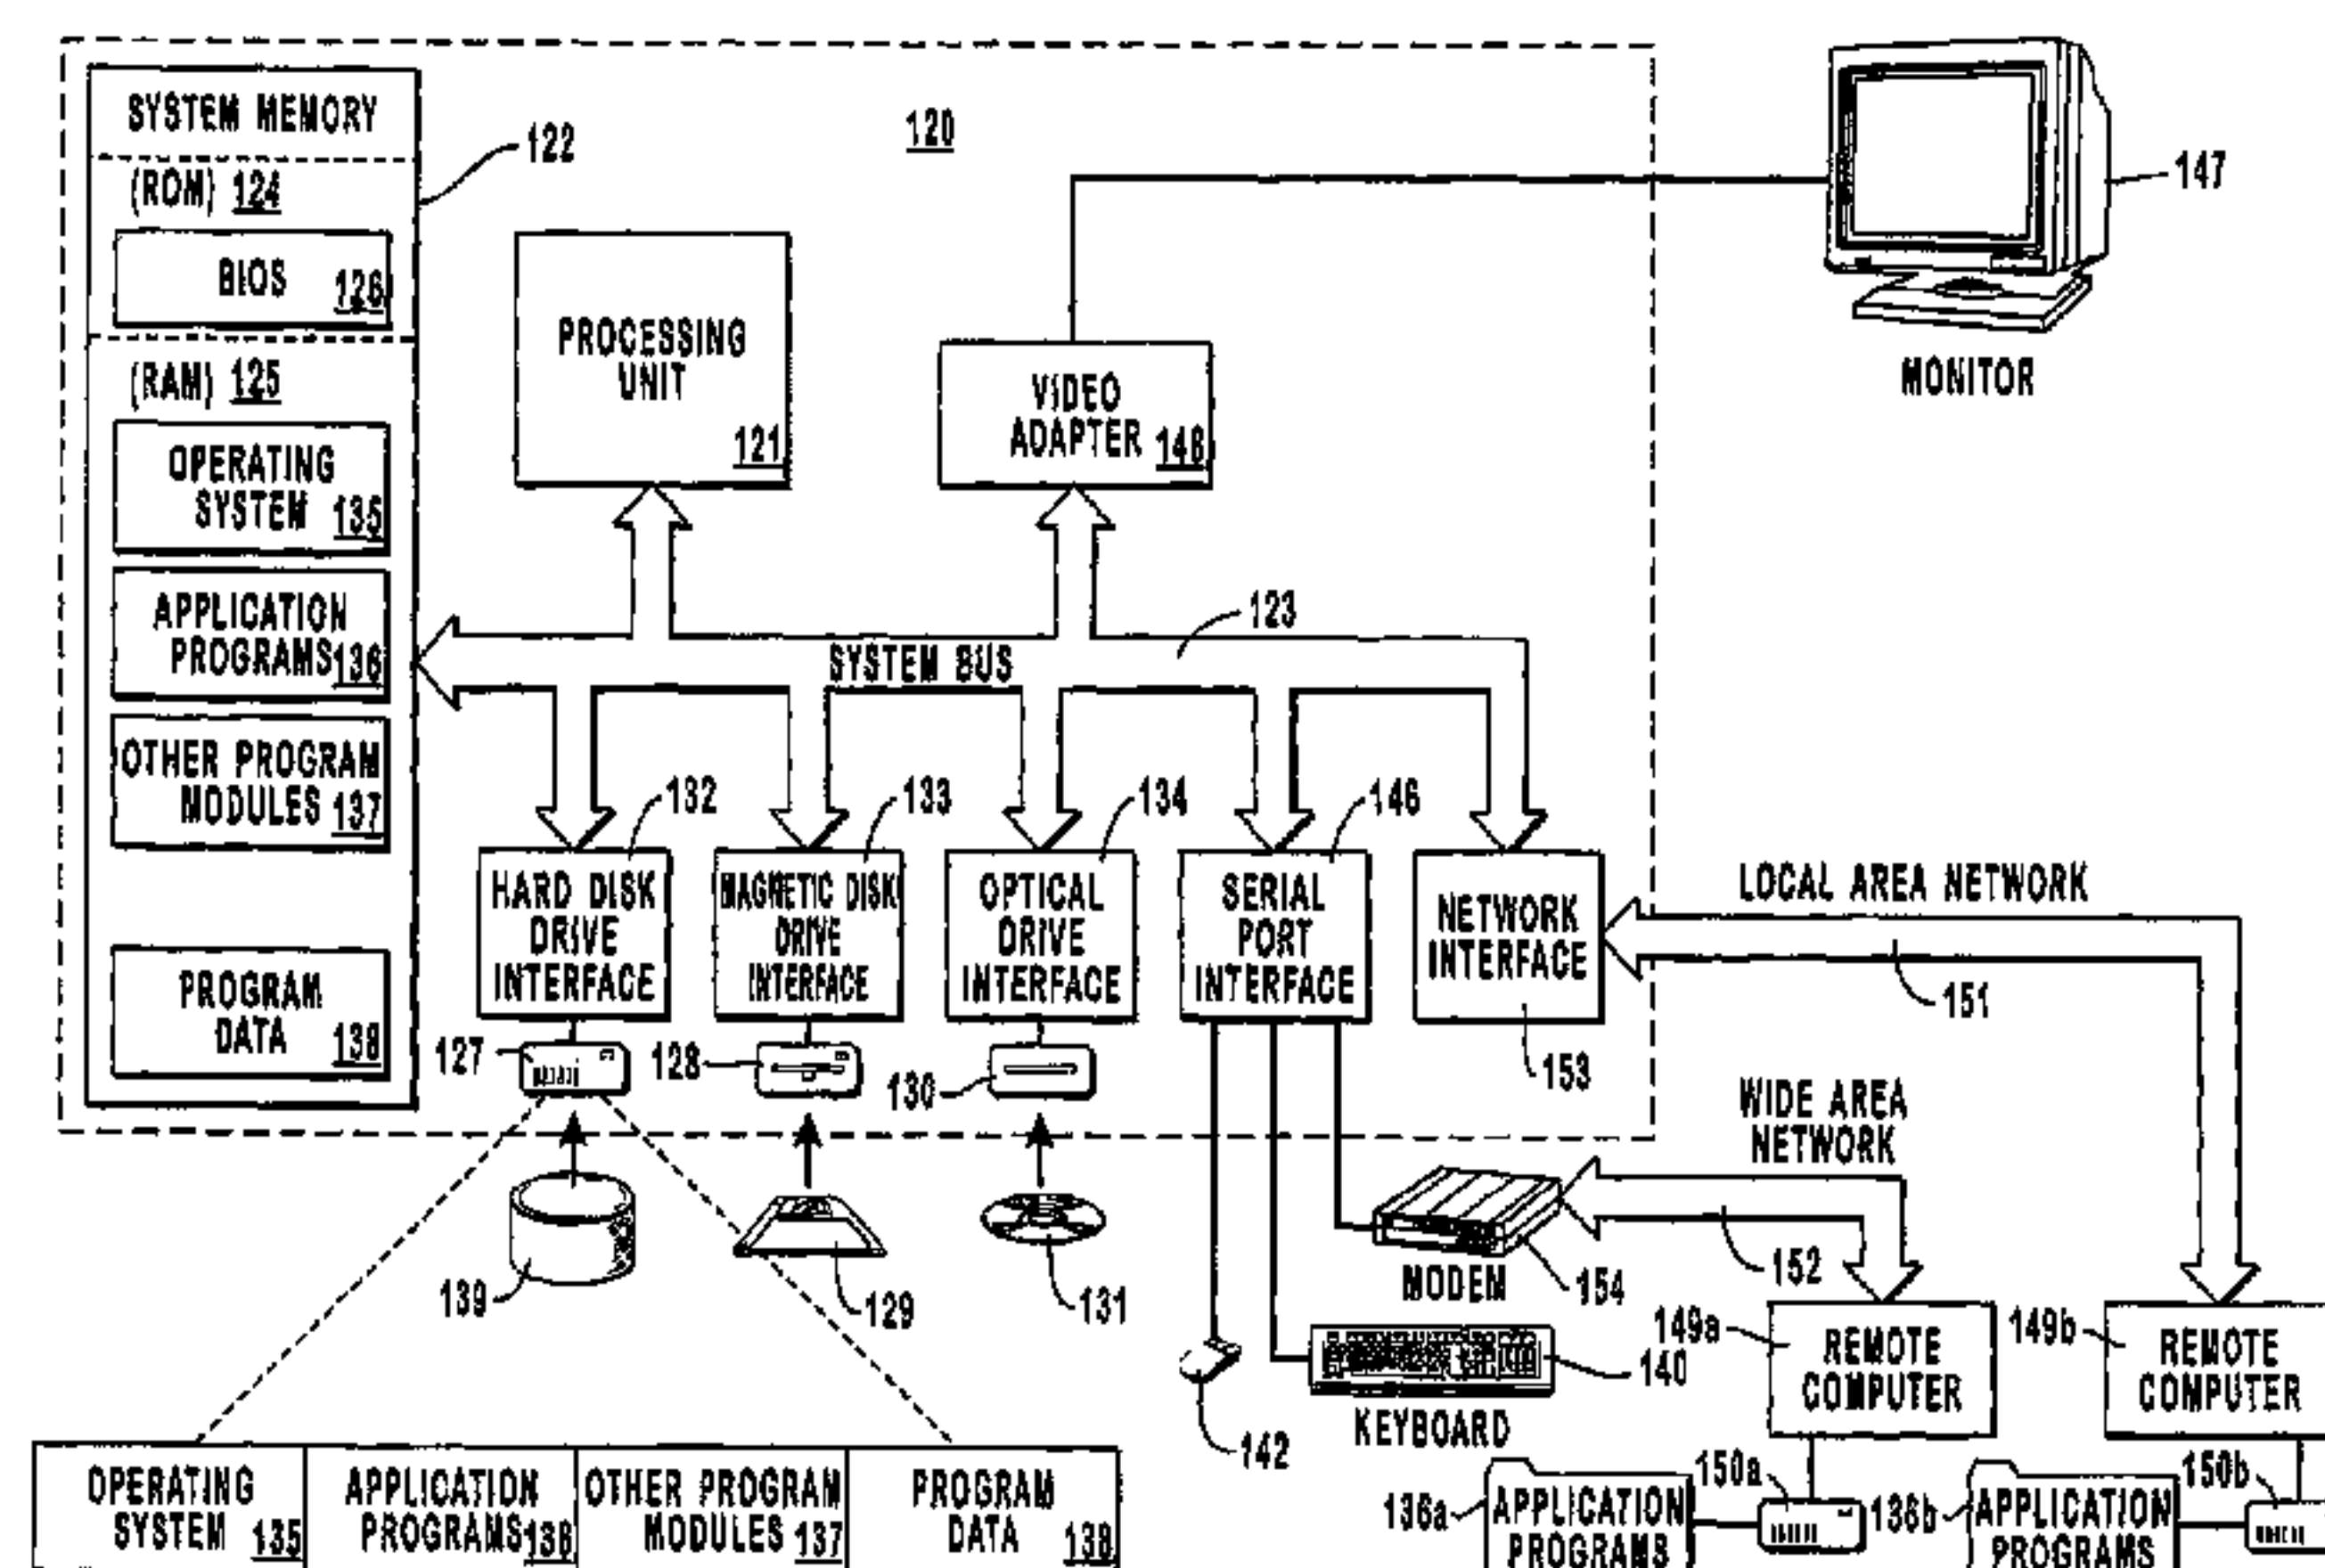 SYSTEM MEMORY
(ROM) 124
BIOS 126
(RAM) 125
OPERATING
SYSTEM 135
APPLICATION
PROGRAMS 136
OTHER PROGRAM
MODULES 137
PROGRAM
DATA 138
122
120
PROCESSING
UNIT
121
VIDEO
ADAPTER 148
147
MONITOR
123
SYSTEM BUS
132
133
134
146
HARD DISK
DRIVE
INTERFACE
MAGNETIC DISK
DRIVE
INTERFACE
OPTICAL
DRIVE
INTERFACE
SERIAL
PORT
INTERFACE
NETWORK
INTERFACE
LOCAL AREA NETWORK
151
153
127
128
130
WIDE AREA
NETWORK
152
139
129
131
MODEM
154
142
140
KEYBOARD
149a
REMOTE
COMPUTER
149b
REMOTE
COMPUTER
OPERATING
SYSTEM 135
APPLICATION
PROGRAMS 136
OTHER PROGRAM
MODULES 137
PROGRAM
DATA 138
136a
APPLICATION
PROGRAMS
150a
136b
APPLICATION
PROGRAMS
150b